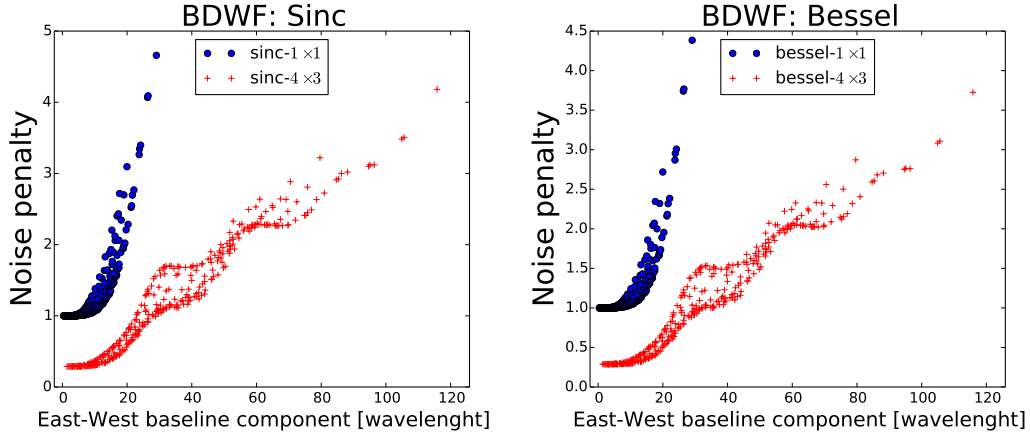 BDWF: Sinc
Noise penalty
5
4
3
2
1
0
sinc-1×1
sinc-4×3
0 20 40 60 80 100 120
East-West baseline component [wavelenght]
BDWF: Bessel
Noise penalty
4.5
4.0
3.5
3.0
2.5
2.0
1.5
1.0
0.5
0.0
bessel-1×1
bessel-4×3
0 20 40 60 80 100 120
East-West baseline component [wavelenght]